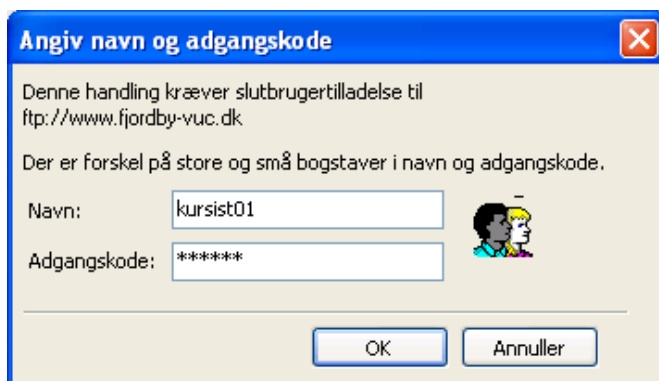 Angiv navn og adgangskode
Denne handling kræver slutbrugertilladelse til
ftp://www.fjordby-vuc.dk
Der er forskel på store og små bogstaver i navn og adgangskode.
Navn: kursist01
Adgangskode: ******
OK Annuller